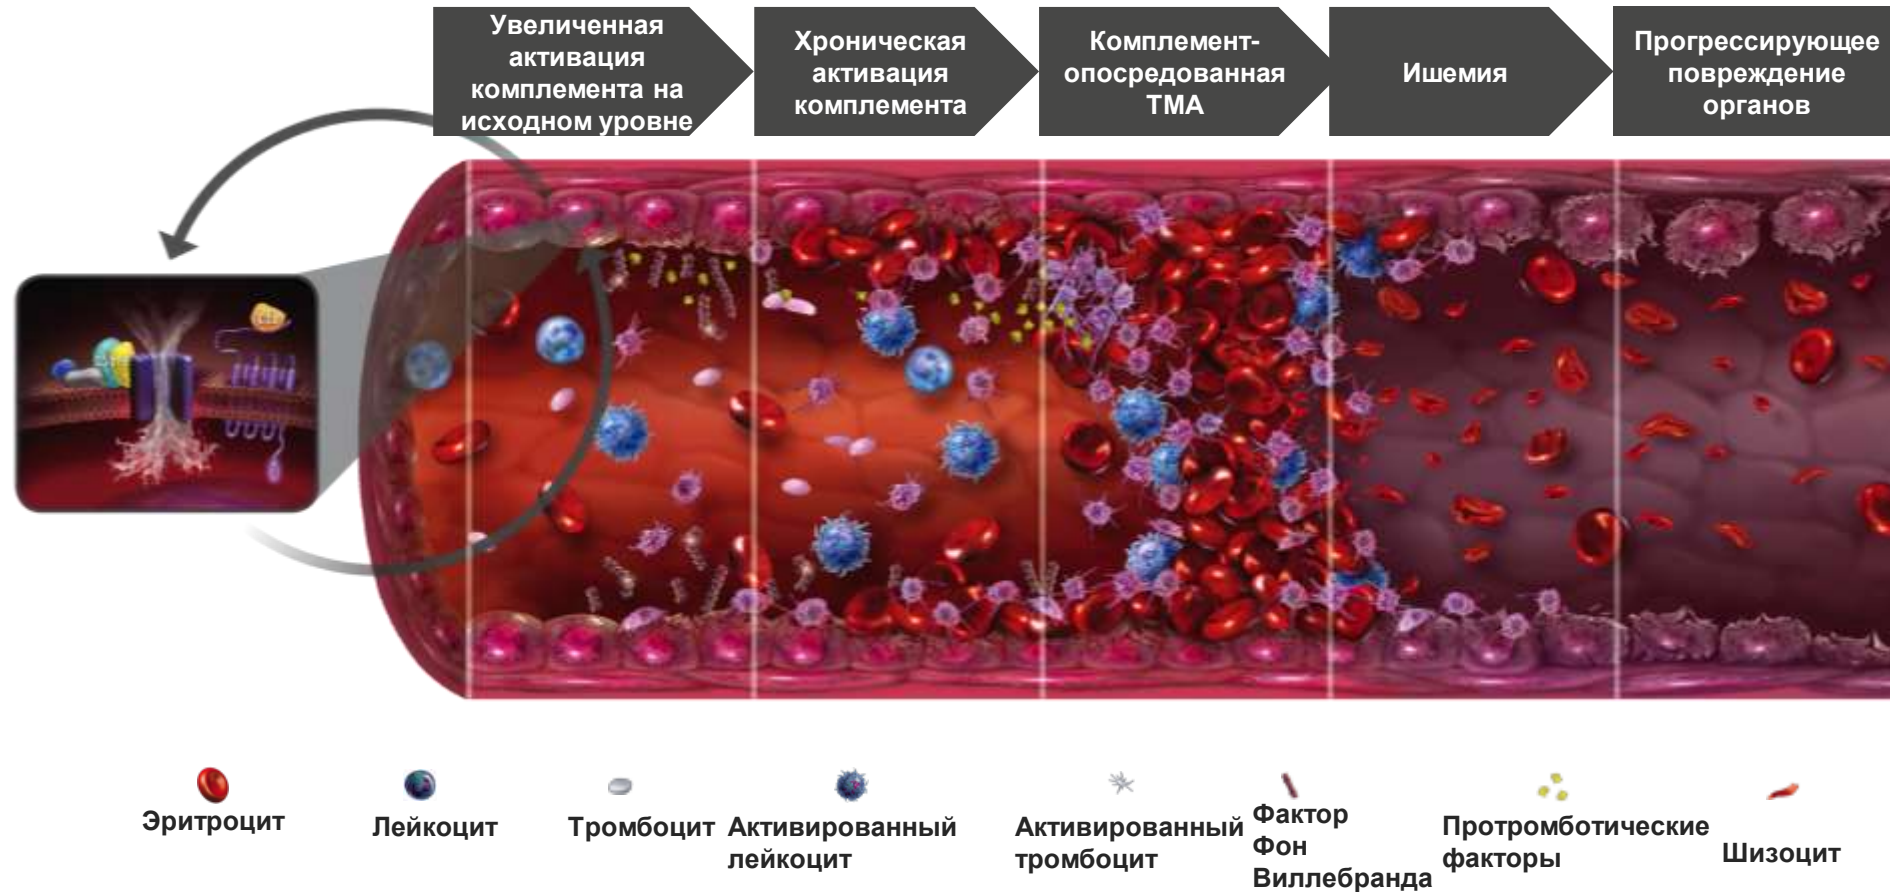 Увеличенная
активация
комплемента на
исходном уровне
Хроническая
активация
комплемента
Комплемент-
опосредованная
ТМА
Ишемия
Прогрессирующее
повреждение
органов
Эритроцит
Лейкоцит
Тромбоцит
Активированный
лейкоцит
Активированный
тромбоцит
Фактор
Фон
Виллебранда
Протромботические
факторы
Шизоцит